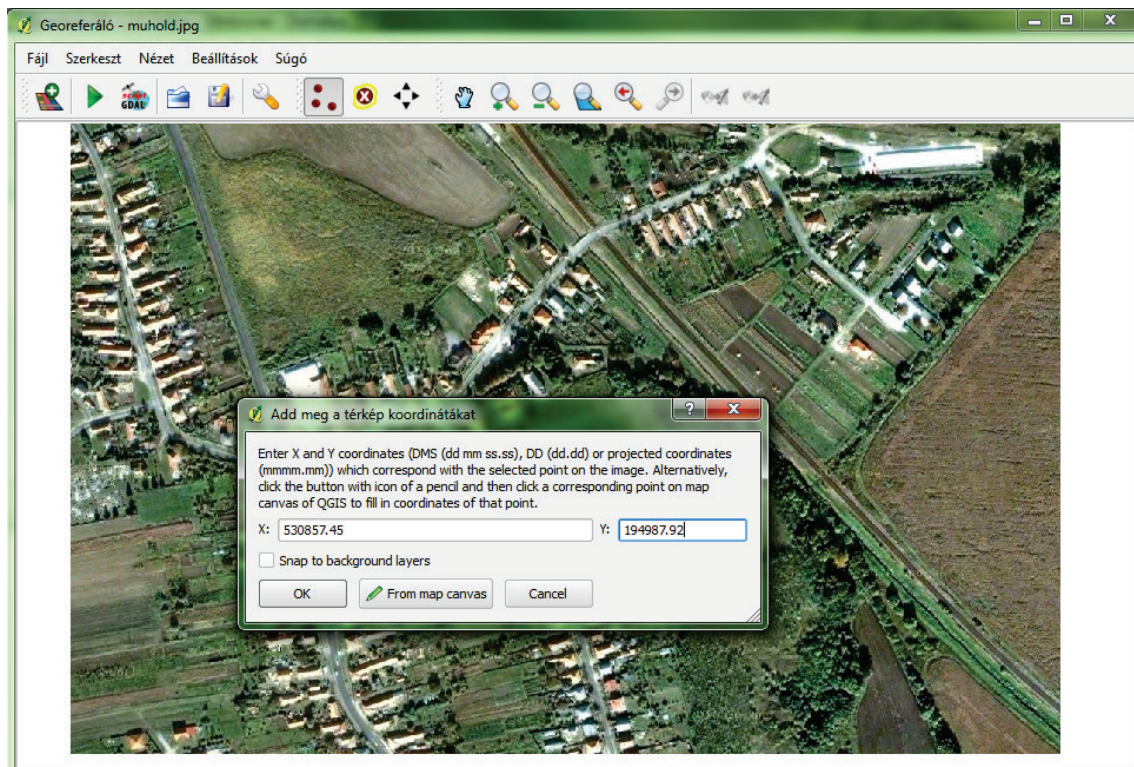 Georeferáló - muhold.jpg
Fájl Szerkeszt Nézet Beállítások Súgó
GDAL
Add meg a térkép koordinátákat
Enter X and Y coordinates (DMS (dd mm ss.ss), DD (dd.dd) or projected coordinates
(mmmm.mm)) which correspond with the selected point on the image. Alternatively,
click the button with icon of a pencil and then click a corresponding point on map
canvas of QGIS to fill in coordinates of that point.
X: 530857.45 Y: 194987.92
Snap to background layers
OK From map canvas Cancel